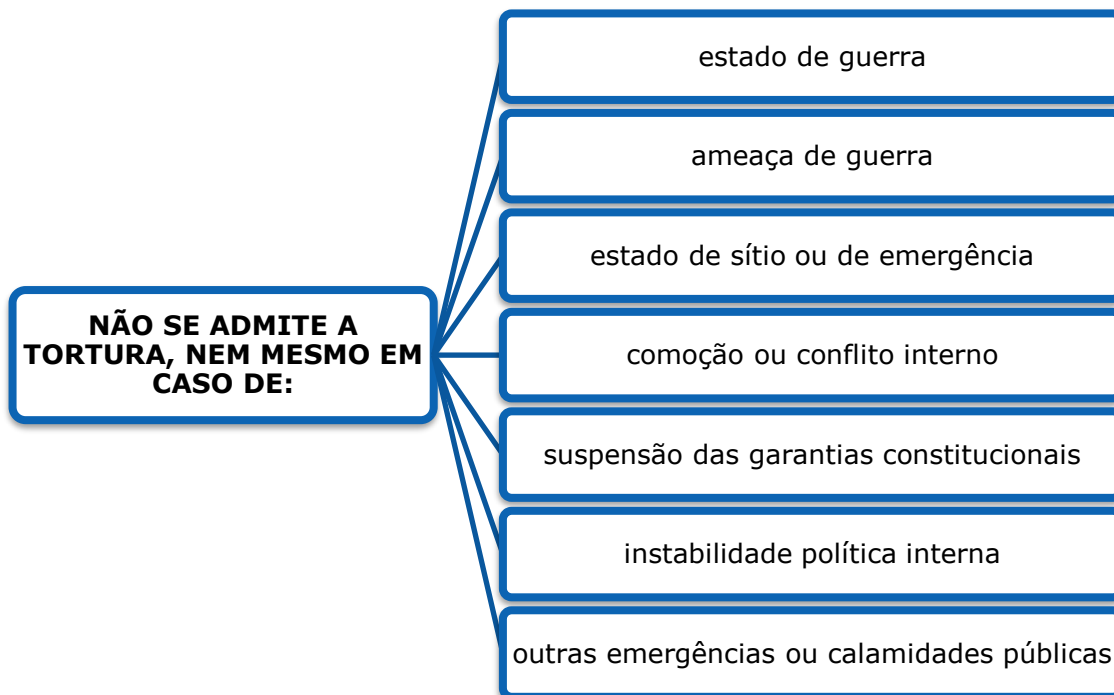 NÃO SE ADMITE A
TORTURA, NEM MESMO EM
CASO DE:
estado de guerra
ameaça de guerra
estado de sítio ou de emergência
comoção ou conflito interno
suspensão das garantias constitucionais
instabilidade política interna
outras emergências ou calamidades públicas